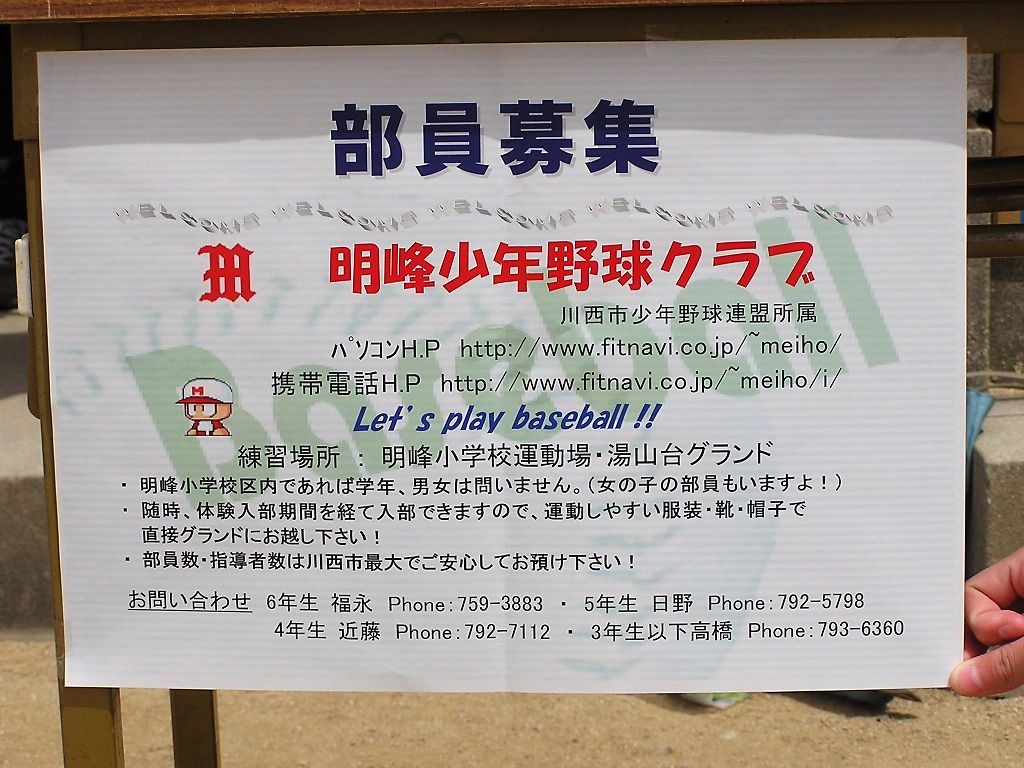 部員募集
WELCOME WELCOME WELCOME WELCOME WELCOME
M 明峰少年野球クラブ
川西市少年野球連盟所属
パソコンH.P http://www.fitnavi.co.jp/~meiho/
携帯電話H.P http://www.fitnavi.co.jp/~meiho/i/
Baseball
M
Let's play baseball !!
練習場所 : 明峰小学校運動場・湯山台グランド
・ 明峰小学校区内であれば学年、男女は問いません。(女の子の部員もいますよ!)
・ 随時、体験入部期間を経て入部できますので、運動しやすい服装・靴・帽子で
直接グランドにお越し下さい!
・ 部員数・指導者数は川西市最大でご安心してお預け下さい!
お問い合わせ 6年生 福永 Phone:759-3883 ・ 5年生 日野 Phone:792-5798
4年生 近藤 Phone:792-7112 ・ 3年生以下高橋 Phone:793-6360